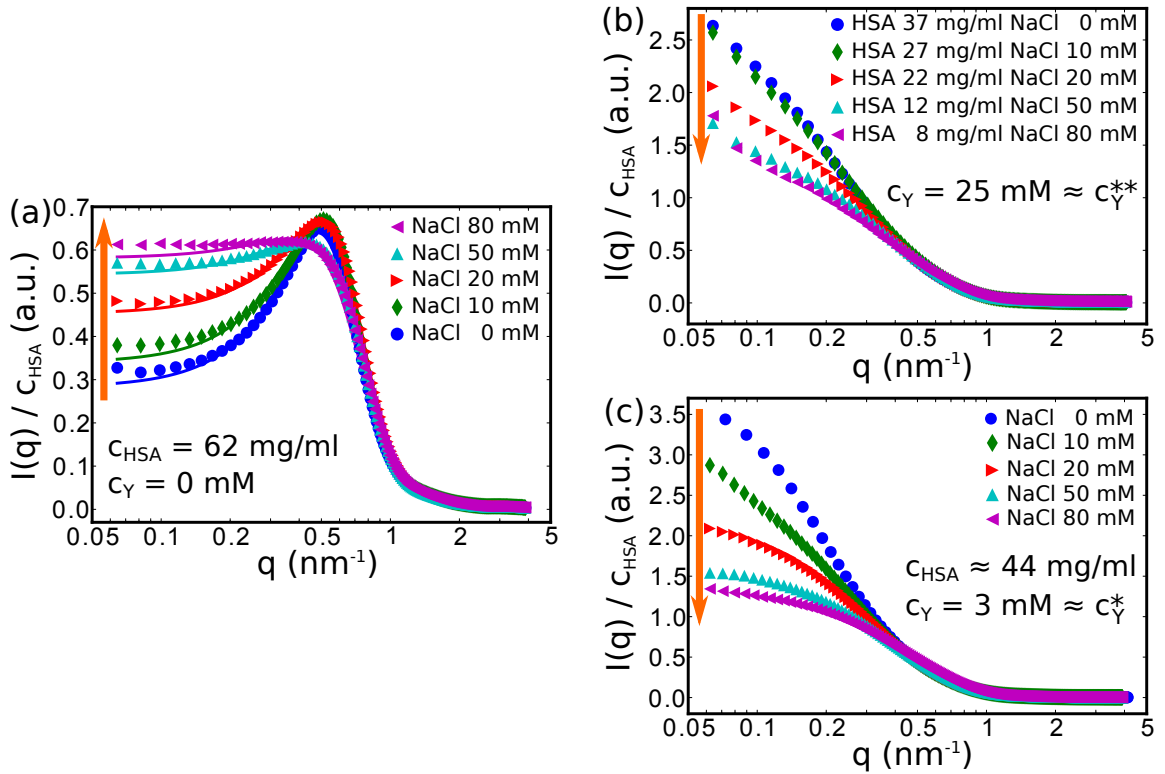 (a)
I(q) / c_HSA (a.u.)
0.7
0.6
0.5
0.4
0.3
0.2
0.1
0.0
NaCl 80 mM
NaCl 50 mM
NaCl 20 mM
NaCl 10 mM
NaCl 0 mM
c_HSA = 62 mg/ml
c_Y = 0 mM
0.05 0.1 0.2 0.5 1 2 5
q (nm⁻¹)
(b)
I(q) / c_HSA (a.u.)
2.5
2.0
1.5
1.0
0.5
0.0
HSA 37 mg/ml NaCl 0 mM
HSA 27 mg/ml NaCl 10 mM
HSA 22 mg/ml NaCl 20 mM
HSA 12 mg/ml NaCl 50 mM
HSA 8 mg/ml NaCl 80 mM
c_Y = 25 mM ≈ c_Y^**
0.05 0.1 0.2 0.5 1 2 5
q (nm⁻¹)
(c)
I(q) / c_HSA (a.u.)
3.5
3.0
2.5
2.0
1.5
1.0
0.5
0.0
NaCl 0 mM
NaCl 10 mM
NaCl 20 mM
NaCl 50 mM
NaCl 80 mM
c_HSA ≈ 44 mg/ml
c_Y = 3 mM ≈ c_Y^*
0.05 0.1 0.2 0.5 1 2 5
q (nm⁻¹)